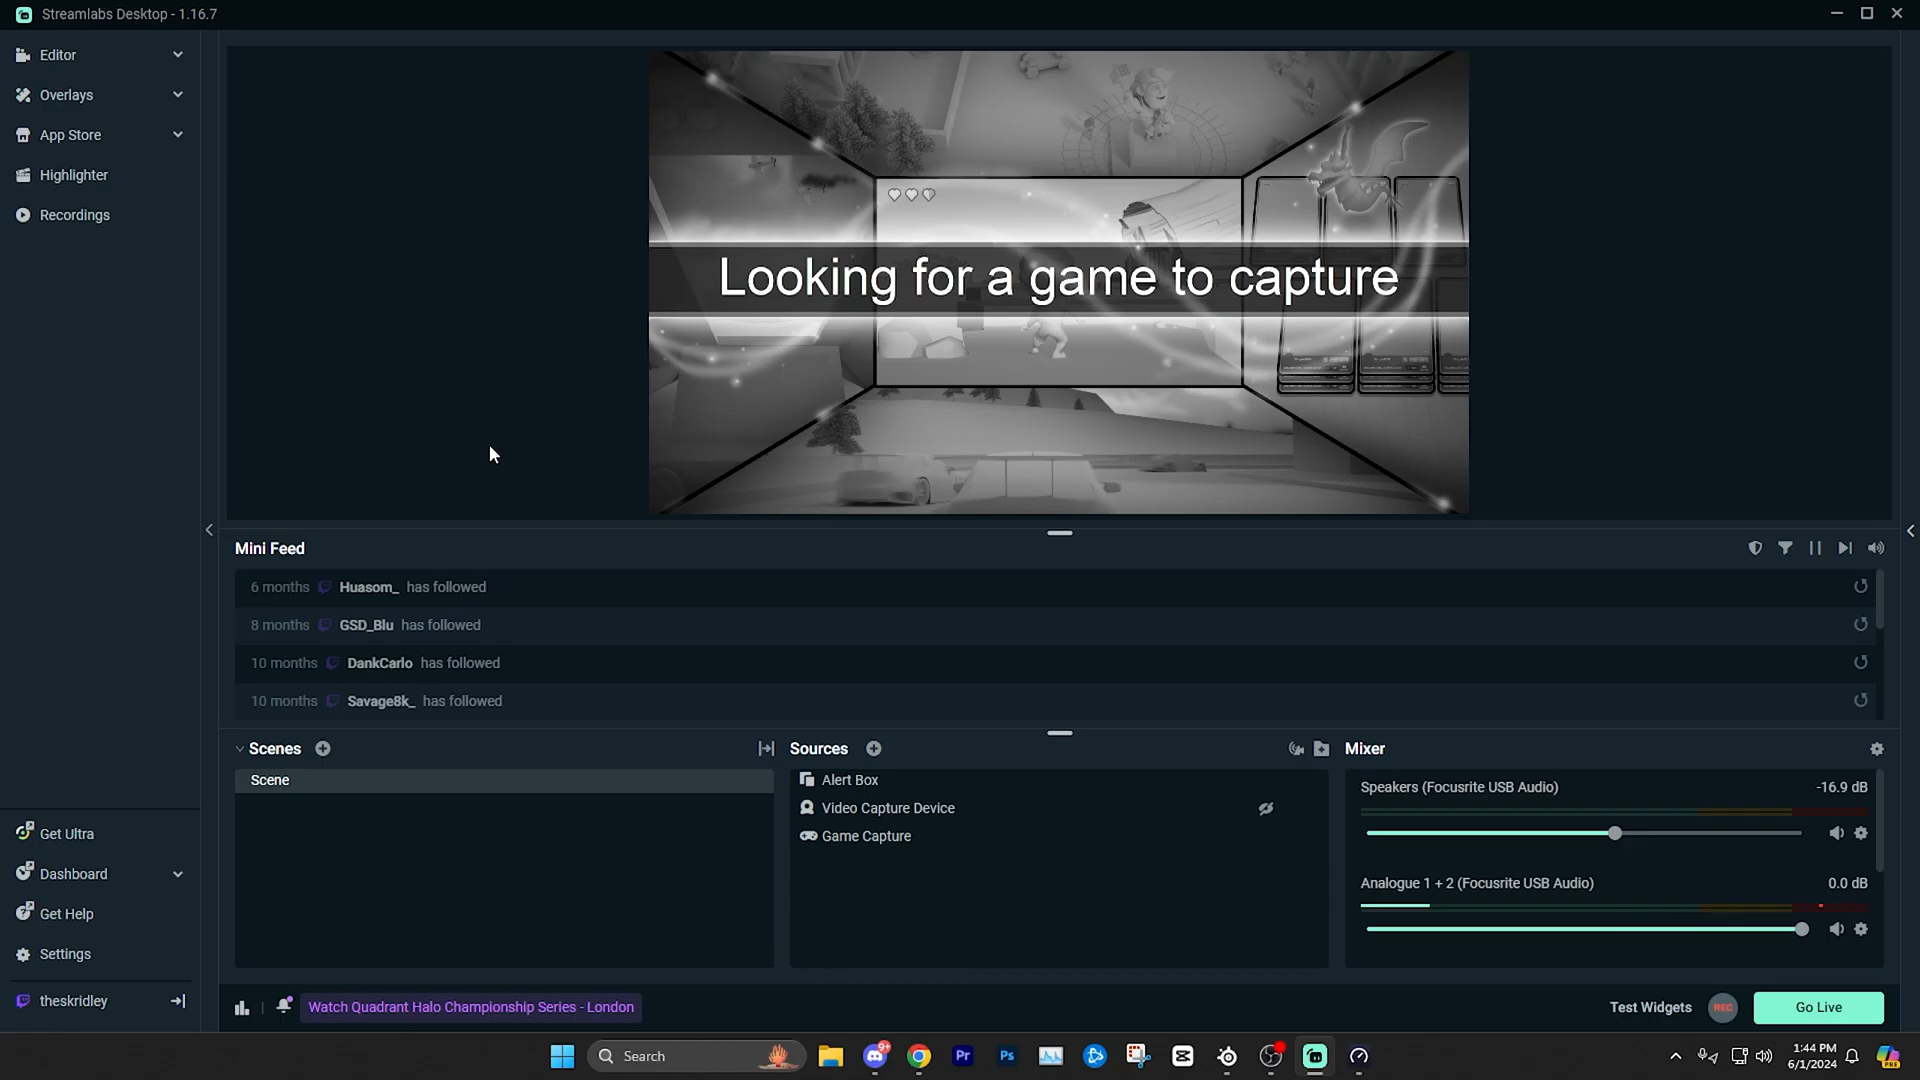 Streamlabs Desktop - 1.16.7
Editor
Overlays
App Store
Highlighter
Recordings
Looking for a game to capture
Mini Feed
6 months Huasom_ has followed
8 months GSD_Blu has followed
10 months DankCarlo has followed
10 months Savage8k_ has followed
Scenes
Scene
Sources
Alert Box
Video Capture Device
Game Capture
Mixer
Speakers (Focusrite USB Audio) -16.9 dB
Analogue 1 + 2 (Focusrite USB Audio) 0.0 dB
Get Ultra
Dashboard
Get Help
Settings
theskridley
Watch Quadrant Halo Championship Series - London
Test Widgets
REC
Go Live
Search
9+
Pr
Ps
1:44 PM
6/1/2024
PRE